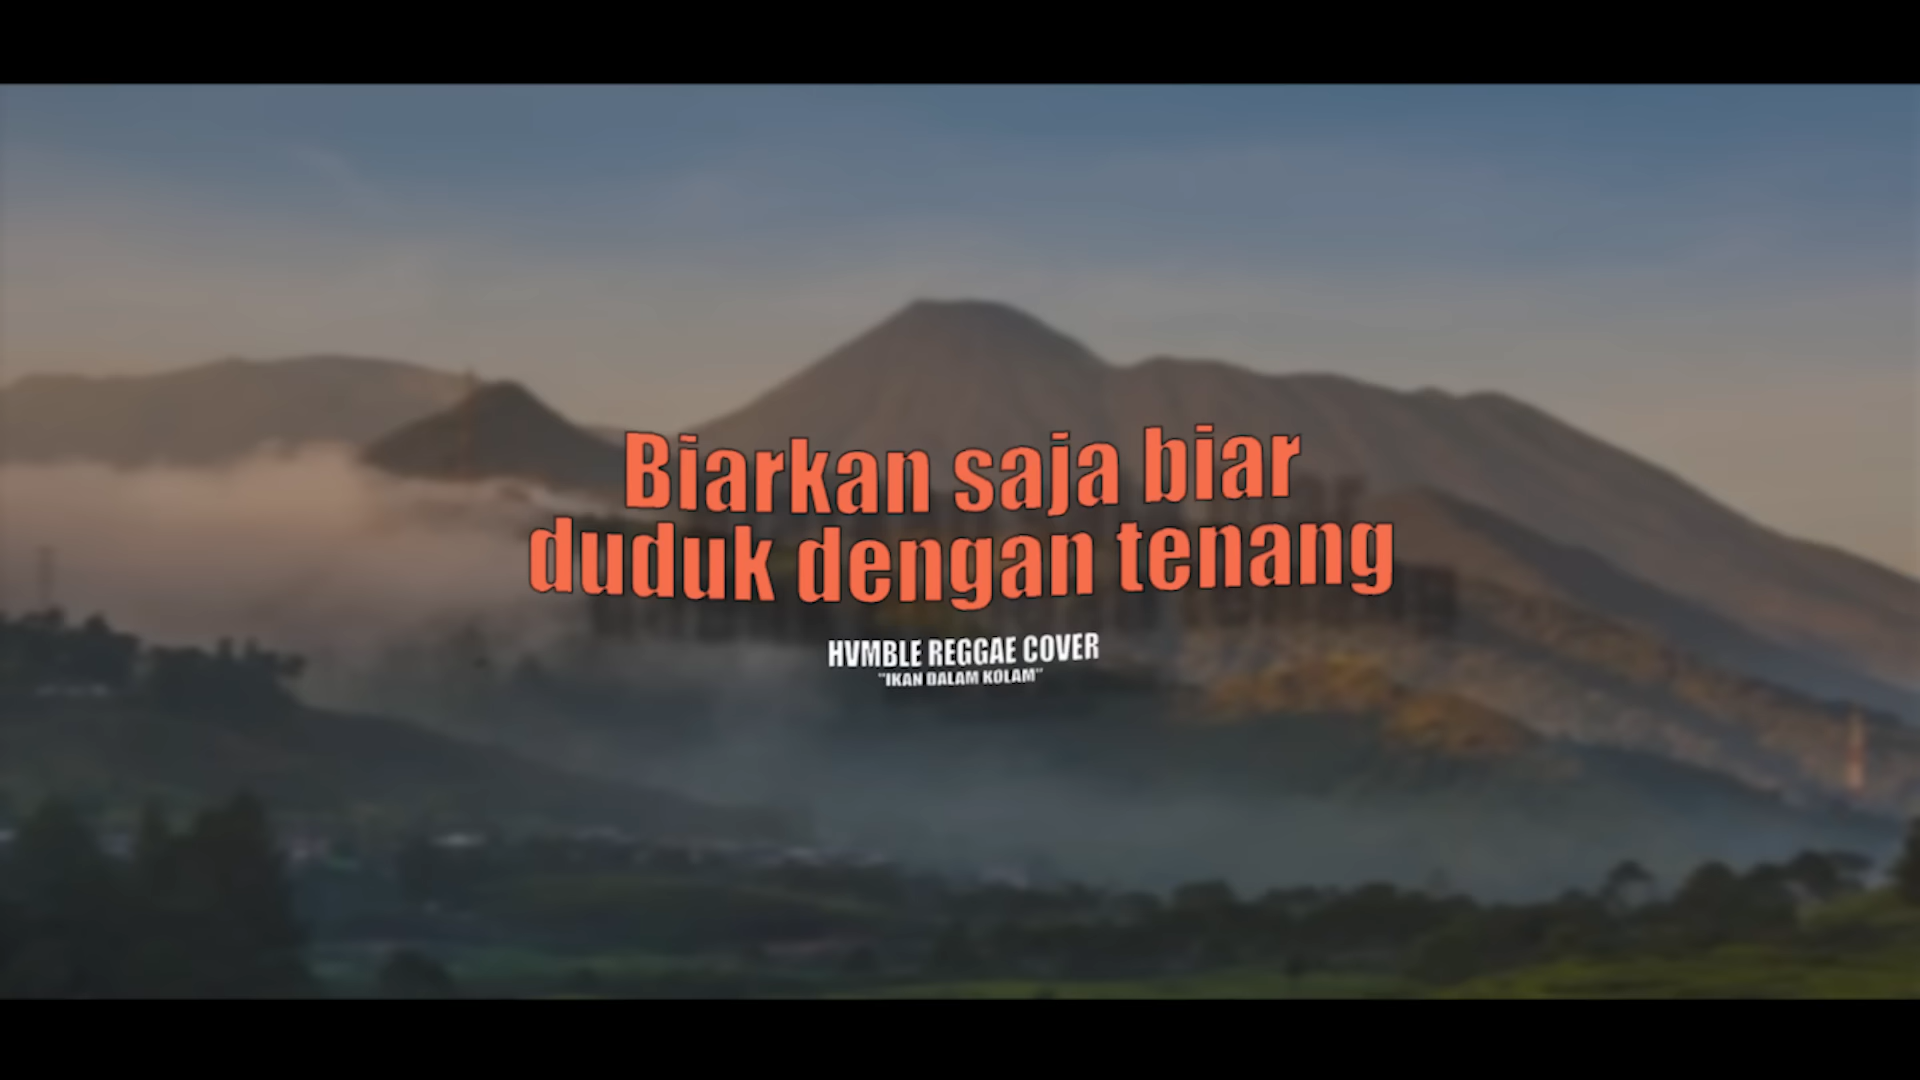 Biarkan saja biar
duduk dengan tenang
HVMBLE REGGAE COVER
"IKAN DALAM KOLAM"